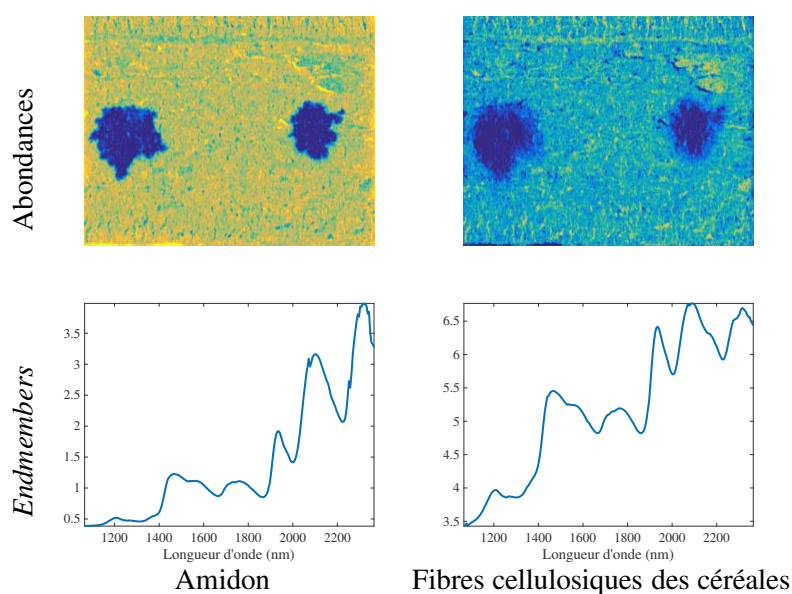 Abondances
Endmembers
3.5
3
2.5
2
1.5
1
0.5
1200 1400 1600 1800 2000 2200
Longueur d'onde (nm)
Amidon
6.5
6
5.5
5
4.5
4
3.5
1200 1400 1600 1800 2000 2200
Longueur d'onde (nm)
Fibres cellulosiques des céréales